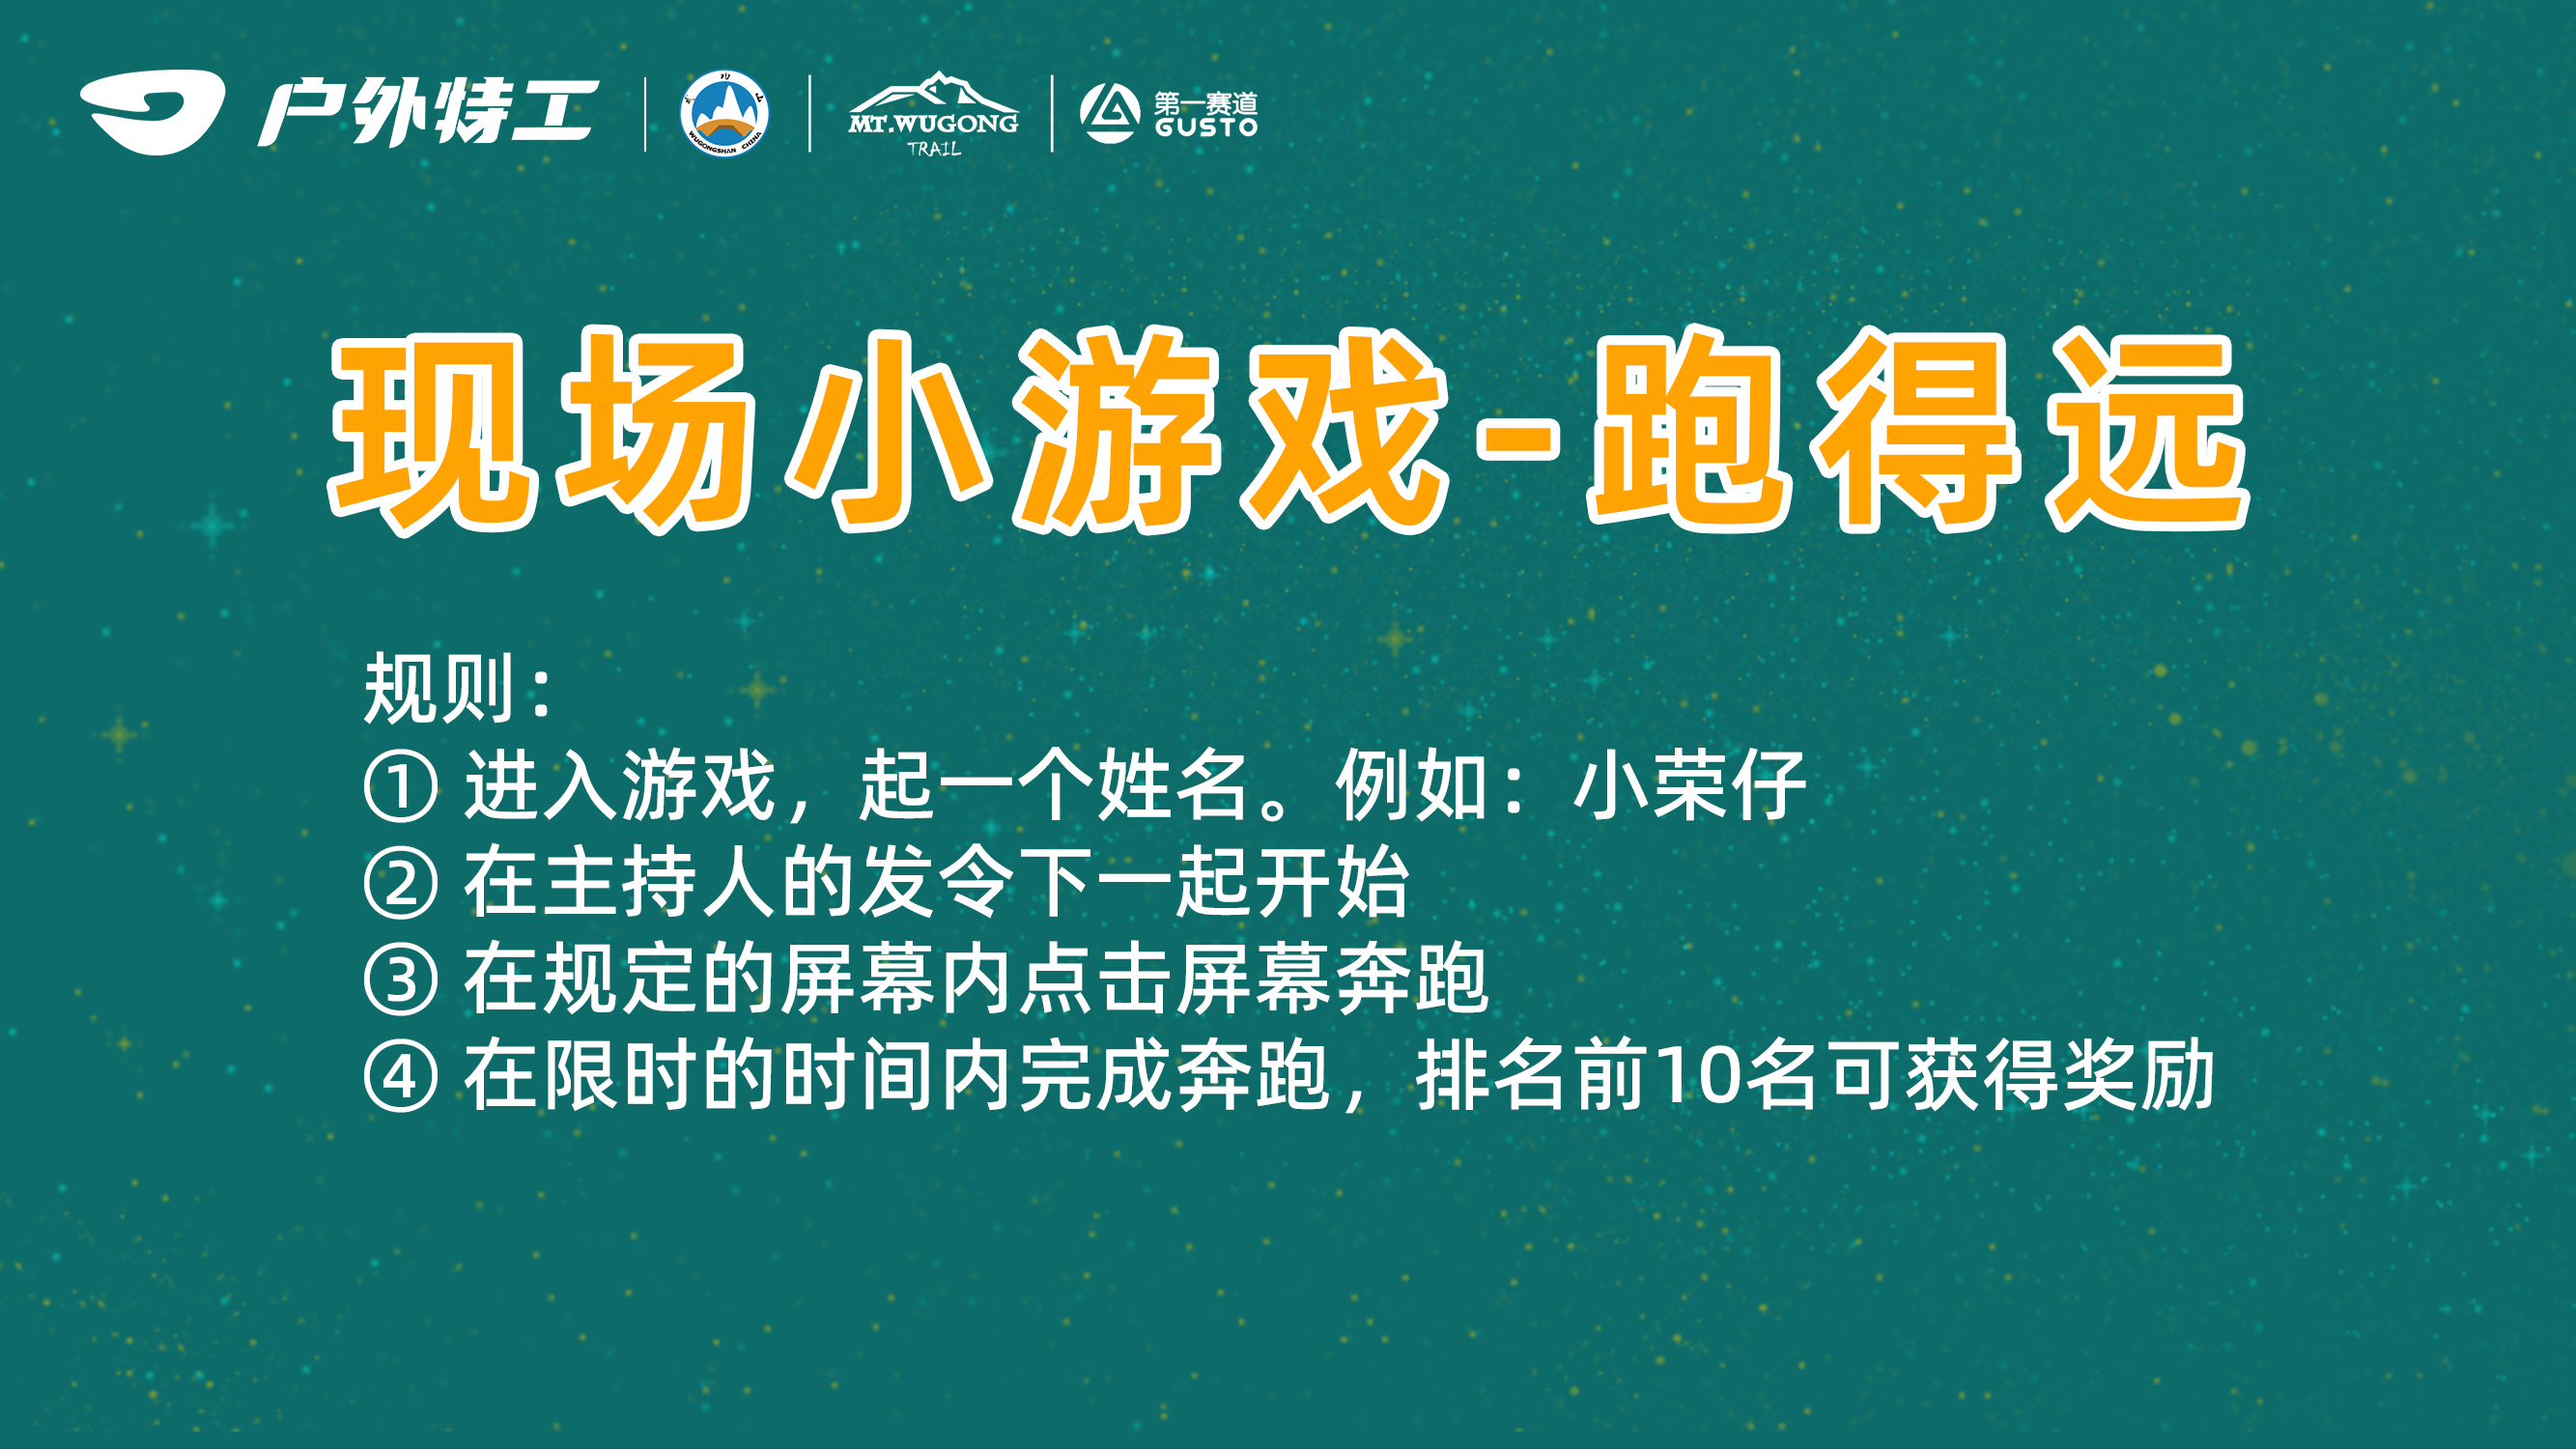 户外特工
WUGONGSHAN CHINA
MT.WUGONG
TRAIL
第一赛道
GUSTO
现场小游戏-跑得远
规则：
① 进入游戏，起一个姓名。例如：小荣仔
② 在主持人的发令下一起开始
③ 在规定的屏幕内点击屏幕奔跑
④ 在限时的时间内完成奔跑，排名前10名可获得奖励